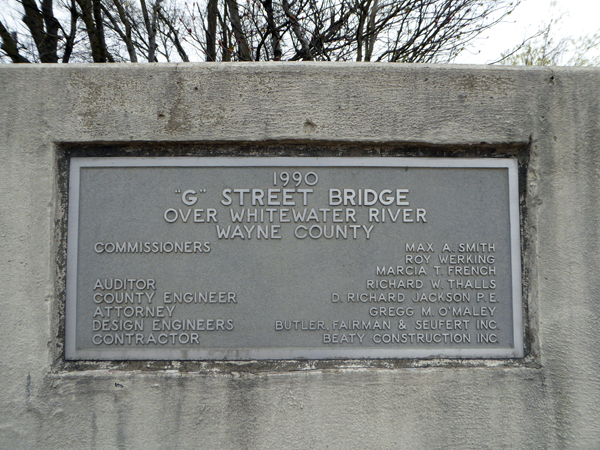 1990
"G" STREET BRIDGE
OVER WHITEWATER RIVER
WAYNE COUNTY
COMMISSIONERS MAX A. SMITH
ROY WERKING
MARCIA T. FRENCH
AUDITOR RICHARD W. THALLS
COUNTY ENGINEER D. RICHARD JACKSON P.E.
ATTORNEY GREGG M. O'MALEY
DESIGN ENGINEERS BUTLER, FAIRMAN & SEUFERT INC.
CONTRACTOR BEATY CONSTRUCTION INC.